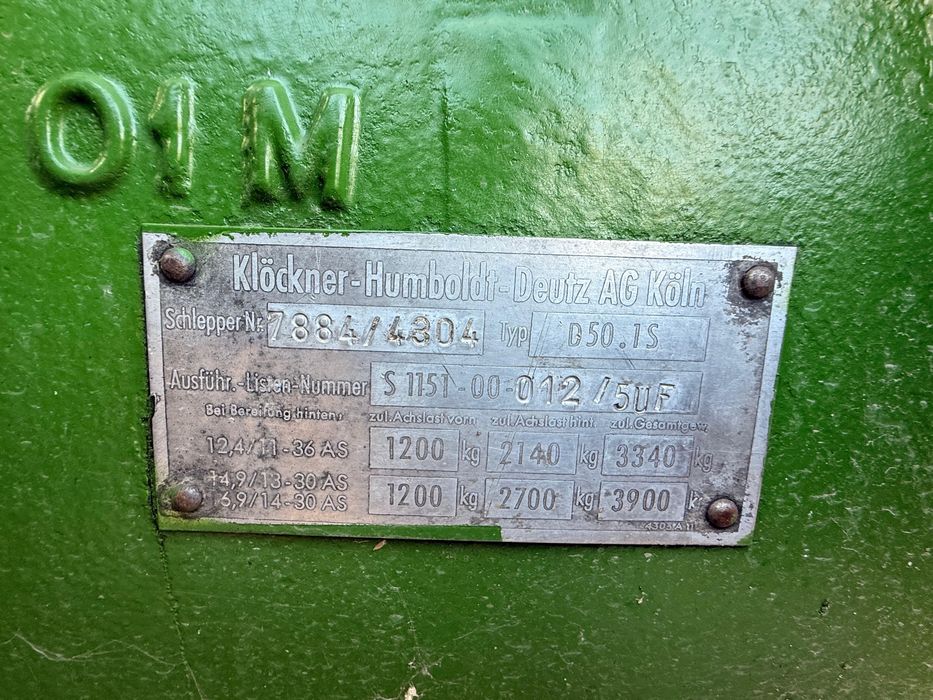 01M
Klöckner-Humboldt-Deutz AG Köln
Schlepper Nr. 7884/4304 Typ D50.1S
Ausführ.-Listen-Nummer S 1151-00-012/5uF
Bei Bereifung hinten: zul.Achslast vorn zul.Achslast hint. zul.Gesamtgew.
12,4/11-36 AS 1200 kg 2140 kg 3340 kg
14,9/13-30 AS
6,9/14-30 AS 1200 kg 2700 kg 3900 k